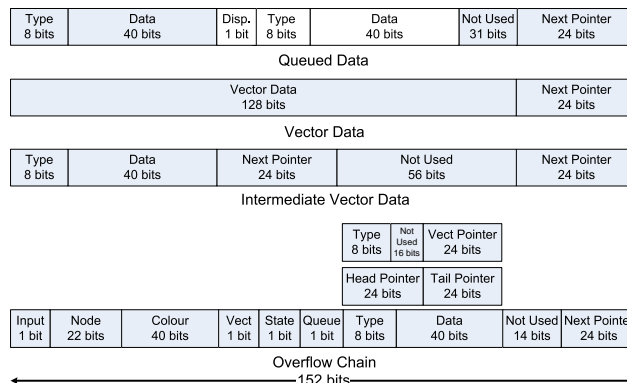 Type Data Disp. Type Data Not Used Next Pointer
8 bits 40 bits 1 bit 8 bits 40 bits 31 bits 24 bits
Queued Data
Vector Data Next Pointer
128 bits 24 bits
Vector Data
Type Data Next Pointer Not Used Next Pointer
8 bits 40 bits 24 bits 56 bits 24 bits
Intermediate Vector Data
Type Not Used Vect Pointer
8 bits 16 bits 24 bits
Head Pointer Tail Pointer
24 bits 24 bits
Input Node Colour Vect State Queue Type Data Not Used Next Pointe
1 bit 22 bits 40 bits 1 bit 1 bit 1 bit 8 bits 40 bits 14 bits 24 bits
Overflow Chain
152 bits